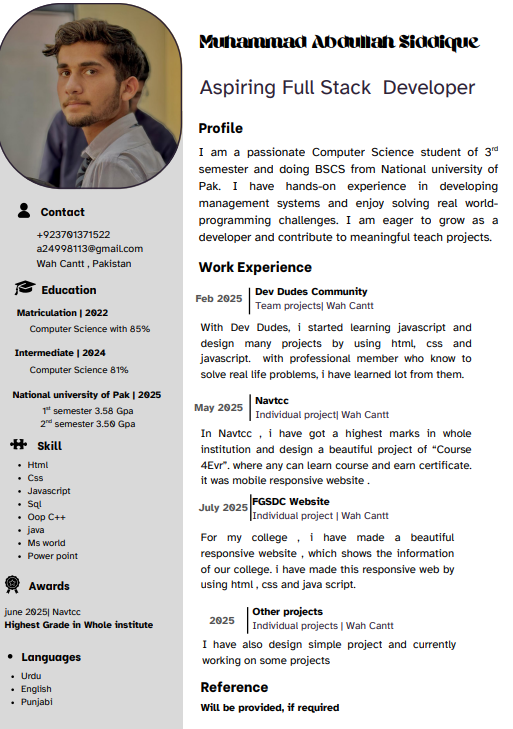 Muhammad Abdullah Siddique
Aspiring Full Stack Developer
Profile
I am a passionate Computer Science student of 3rd
semester and doing BSCS from National university of
Pak. I have hands-on experience in developing
management systems and enjoy solving real world-
programming challenges. I am eager to grow as a
developer and contribute to meaningful teach projects.
Work Experience
Feb 2025
Dev Dudes Community
Team projects| Wah Cantt
With Dev Dudes, i started learning javascript and
design many projects by using html, css and
javascript. with professional member who know to
solve real life problems, i have learned lot from them.
May 2025
Navtcc
Individual project| Wah Cantt
In Navtcc , i have got a highest marks in whole
institution and design a beautiful project of “Course
4Evr”. where any can learn course and earn certificate.
it was mobile responsive website .
July 2025
FGSDC Website
Individual project | Wah Cantt
For my college , i have made a beautiful
responsive website , which shows the information
of our college. i have made this responsive web by
using html , css and java script.
2025
Other projects
Individual projects | Wah Cantt
I have also design simple project and currently
working on some projects
Reference
Will be provided, if required
Contact
+923701371522
a24998113@gmail.com
Wah Cantt , Pakistan
Education
Matriculation | 2022
Computer Science with 85%
Intermediate | 2024
Computer Science 81%
National university of Pak | 2025
1st semester 3.58 Gpa
2nd semester 3.50 Gpa
Skill
Html
Css
Javascript
Sql
Oop C++
java
Ms world
Power point
Awards
june 2025| Navtcc
Highest Grade in Whole institute
Languages
Urdu
English
Punjabi